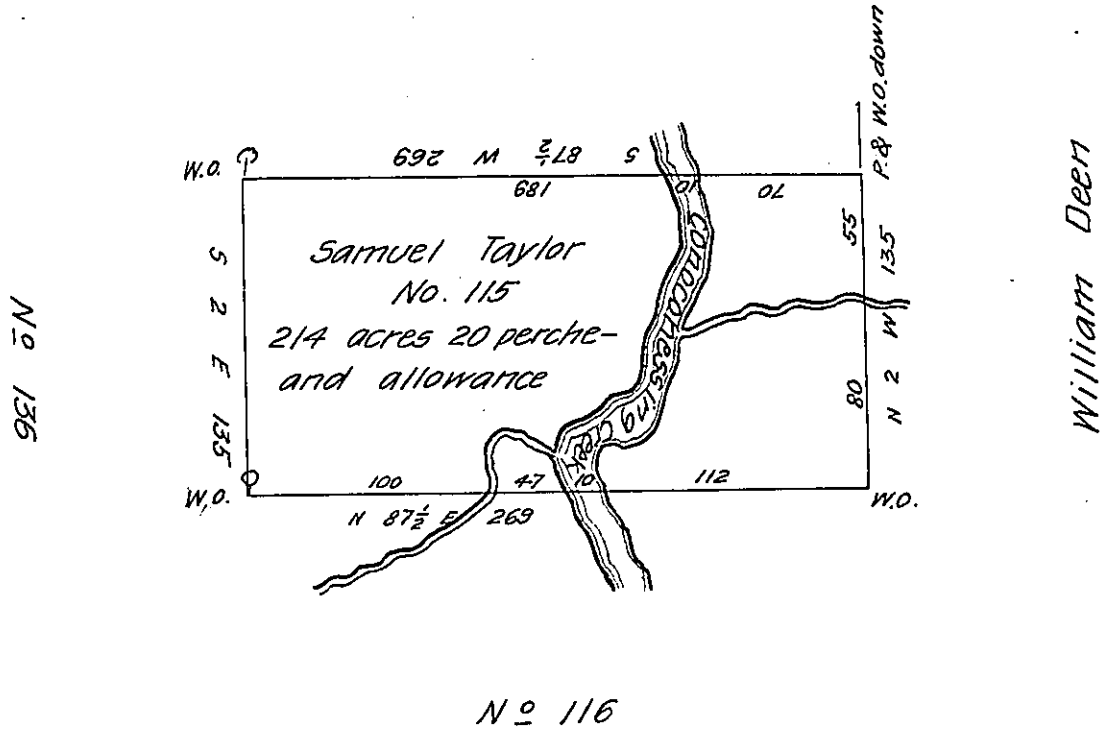 P. & W.O. down
W.O.
S 87½ W 269
189
10
70
William Deen
Samuel Taylor
No. 115
214 acres 20 perche-
and allowance
Conoconessing Creek
55
N 2 W 135
80
S 2 E 135
No 136
W.O.
100
47
10
112
W.O.
N 87½ E 269
No 116